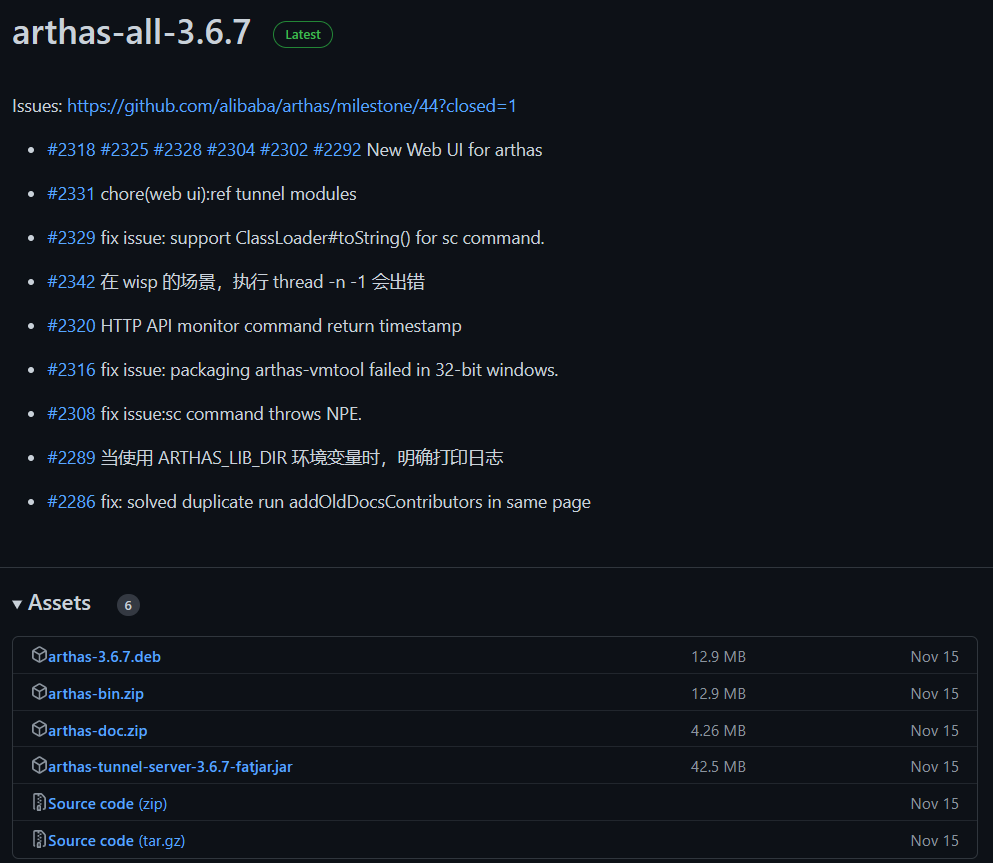 arthas-all-3.6.7 Latest
Issues: https://github.com/alibaba/arthas/milestone/44?closed=1
#2318 #2325 #2328 #2304 #2302 #2292 New Web UI for arthas
#2331 chore(web ui):ref tunnel modules
#2329 fix issue: support ClassLoader#toString() for sc command.
#2342 在 wisp 的场景，执行 thread -n -1 会出错
#2320 HTTP API monitor command return timestamp
#2316 fix issue: packaging arthas-vmtool failed in 32-bit windows.
#2308 fix issue:sc command throws NPE.
#2289 当使用 ARTHAS_LIB_DIR 环境变量时，明确打印日志
#2286 fix: solved duplicate run addOldDocsContributors in same page
Assets 6
arthas-3.6.7.deb 12.9 MB Nov 15
arthas-bin.zip 12.9 MB Nov 15
arthas-doc.zip 4.26 MB Nov 15
arthas-tunnel-server-3.6.7-fatjar.jar 42.5 MB Nov 15
Source code (zip) Nov 15
Source code (tar.gz) Nov 15